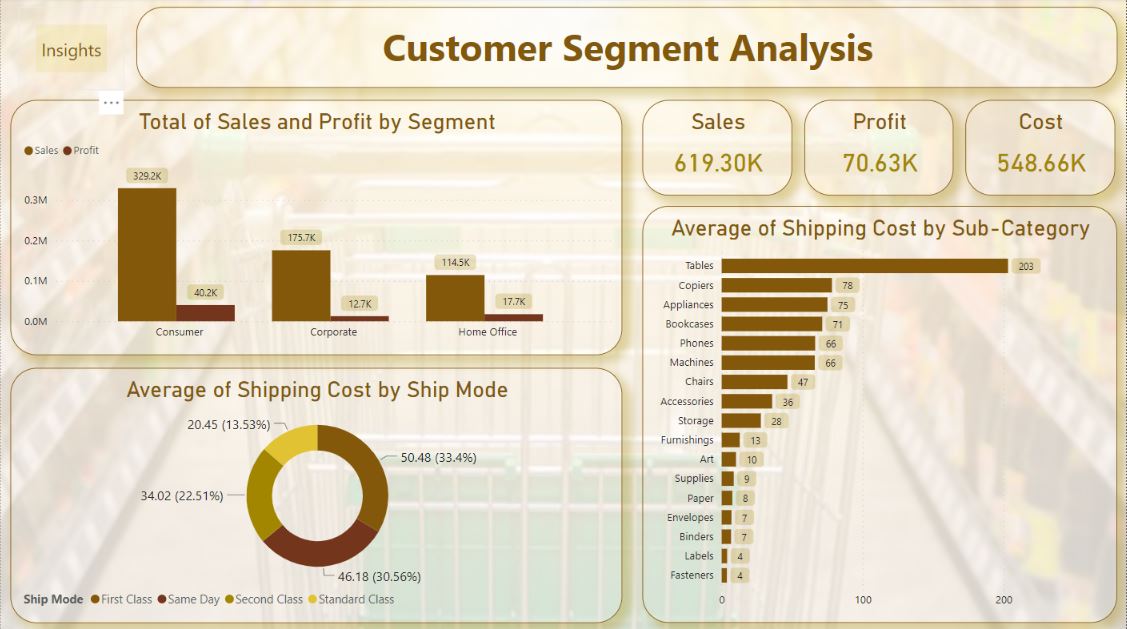 Insights
Customer Segment Analysis
...
Total of Sales and Profit by Segment
Sales Profit
329.2K
0.3M
0.2M
175.7K
114.5K
0.1M
40.2K
12.7K
17.7K
0.0M
Consumer Corporate Home Office
Sales
619.30K
Profit
70.63K
Cost
548.66K
Average of Shipping Cost by Ship Mode
20.45 (13.53%)
50.48 (33.4%)
34.02 (22.51%)
46.18 (30.56%)
Ship Mode First Class Same Day Second Class Standard Class
Average of Shipping Cost by Sub-Category
Tables 203
Copiers 78
Appliances 75
Bookcases 71
Phones 66
Machines 66
Chairs 47
Accessories 36
Storage 28
Furnishings 13
Art 10
Supplies 9
Paper 8
Envelopes 7
Binders 7
Labels 4
Fasteners 4
0 100 200